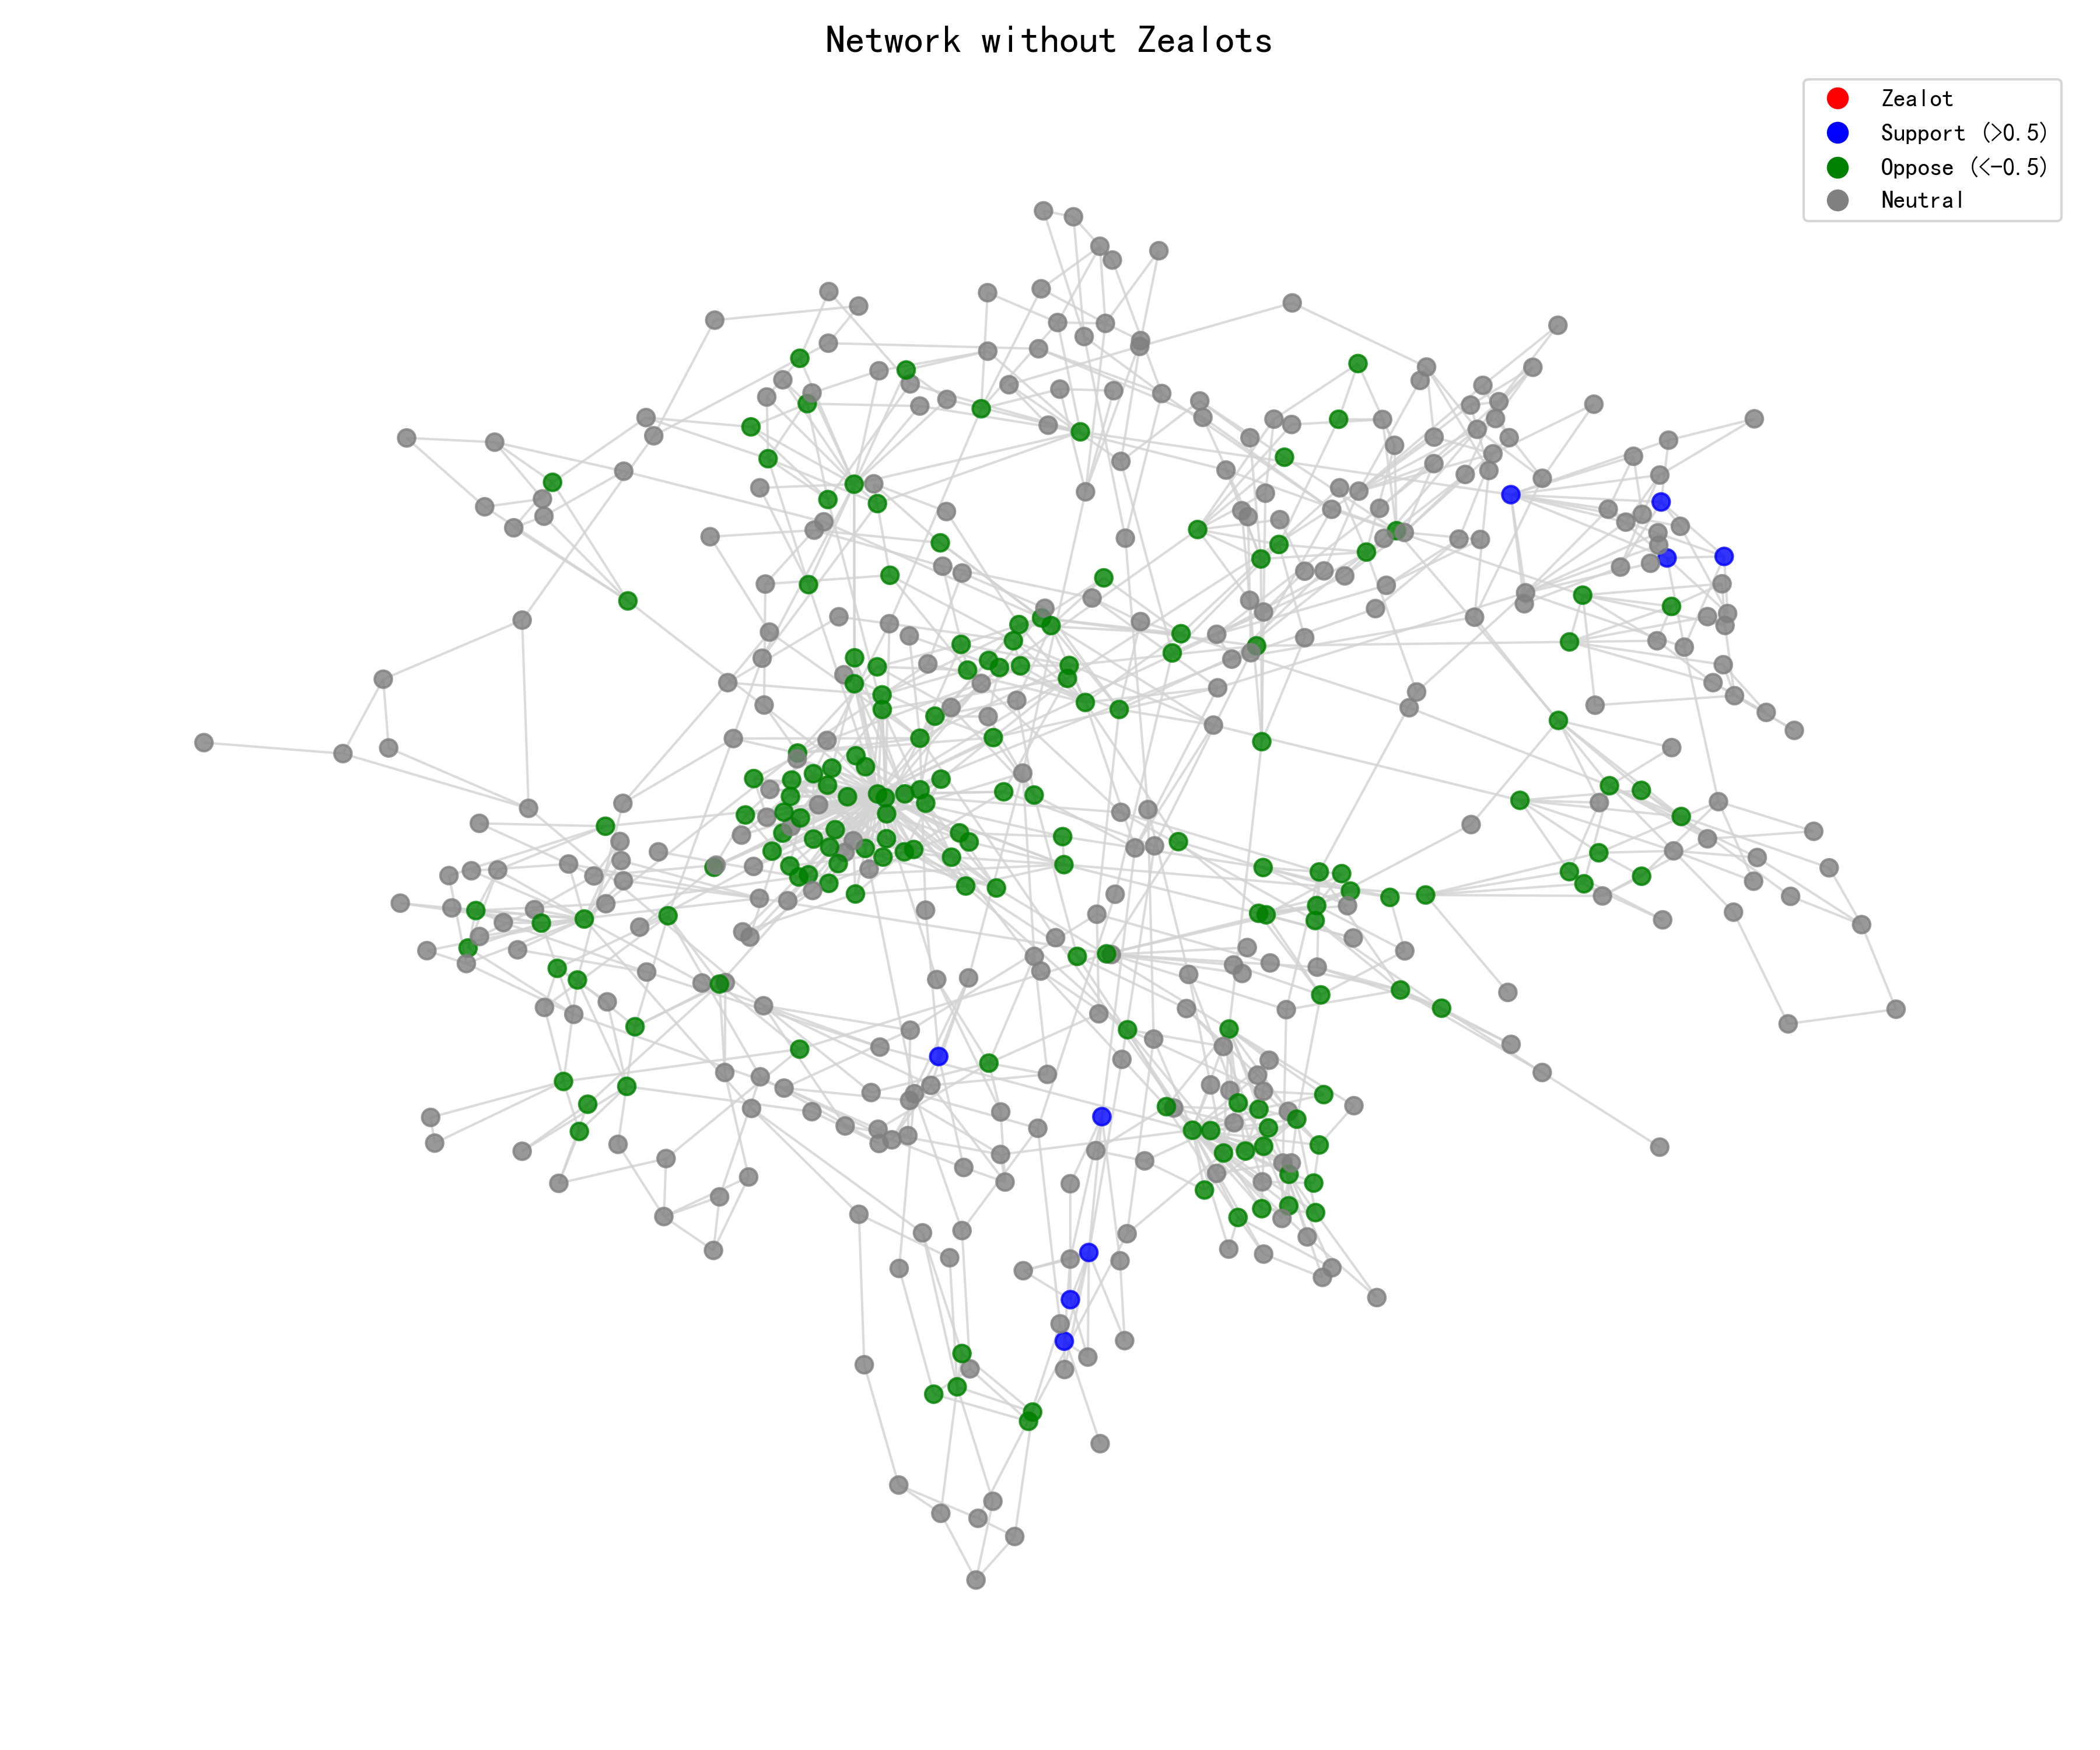 Network without Zealots
Zealot
Support (>0.5)
Oppose (<-0.5)
Neutral